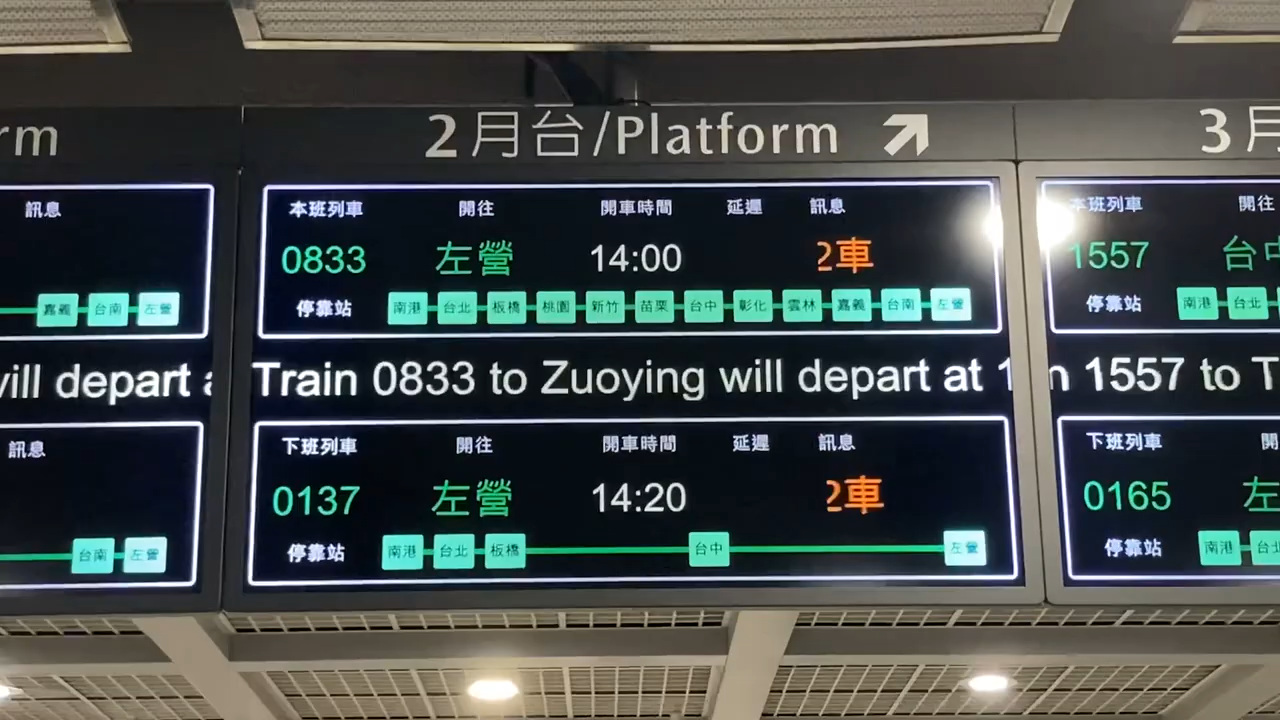 rm
訊息
嘉義 台南 左營
will depart a
訊息
台南 左營
2月台/Platform
本班列車 開往 開車時間 延遲 訊息
0833 左營 14:00 2車
停靠站 南港 台北 板橋 桃園 新竹 苗栗 台中 彰化 雲林 嘉義 台南 左營
Train 0833 to Zuoying will depart at 1
下班列車 開往 開車時間 延遲 訊息
0137 左營 14:20 2車
停靠站 南港 台北 板橋 台中 左營
3月
本班列車 開往
1557 台中
停靠站 南港 台北
n 1557 to T
下班列車 開
0165 左
停靠站 南港 台北